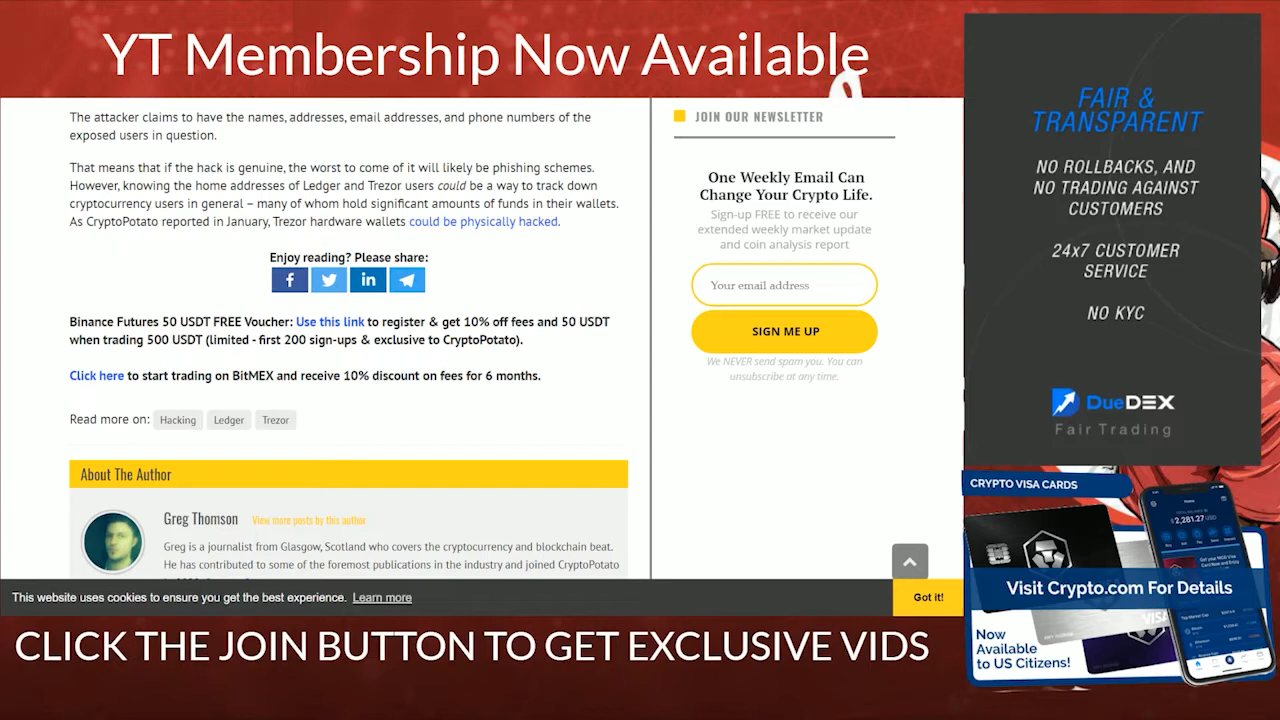 YT Membership Now Available
The attacker claims to have the names, addresses, email addresses, and phone numbers of the
exposed users in question.
That means that if the hack is genuine, the worst to come of it will likely be phishing schemes.
However, knowing the home addresses of Ledger and Trezor users could be a way to track down
cryptocurrency users in general – many of whom hold significant amounts of funds in their wallets.
As CryptoPotato reported in January, Trezor hardware wallets could be physically hacked.
Enjoy reading? Please share:
Binance Futures 50 USDT FREE Voucher: Use this link to register & get 10% off fees and 50 USDT
when trading 500 USDT (limited - first 200 sign-ups & exclusive to CryptoPotato).
Click here to start trading on BitMEX and receive 10% discount on fees for 6 months.
Read more on: Hacking Ledger Trezor
About The Author
Greg Thomson View more posts by this author
Greg is a journalist from Glasgow, Scotland who covers the cryptocurrency and blockchain beat.
He has contributed to some of the foremost publications in the industry and joined CryptoPotato
JOIN OUR NEWSLETTER
One Weekly Email Can
Change Your Crypto Life.
Sign-up FREE to receive our
extended weekly market update
and coin analysis report
Your email address
SIGN ME UP
We NEVER send spam you. You can
unsubscribe at any time.
This website uses cookies to ensure you get the best experience. Learn more
Got it!
CLICK THE JOIN BUTTON TO GET EXCLUSIVE VIDS
FAIR &
TRANSPARENT
NO ROLLBACKS, AND
NO TRADING AGAINST
CUSTOMERS
24x7 CUSTOMER
SERVICE
NO KYC
DueDEX
Fair Trading
CRYPTO VISA CARDS
$2,281.27 USD
Visit Crypto.com For Details
VISA
Now
Available
to US Citizens!